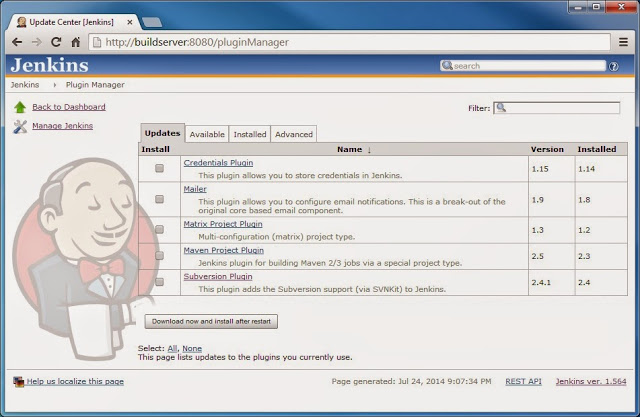 Update Center [Jenkins]
http://buildserver:8080/pluginManager
Jenkins
search
Jenkins
Plugin Manager
Back to Dashboard
Manage Jenkins
Filter:
Updates Available Installed Advanced
Install Name ↓ Version Installed
Credentials Plugin
This plugin allows you to store credentials in Jenkins.
1.15 1.14
Mailer
This plugin allows you to configure email notifications. This is a break-out of the
original core based email component.
1.9 1.8
Matrix Project Plugin
Multi-configuration (matrix) project type.
1.3 1.2
Maven Project Plugin
Jenkins plugin for building Maven 2/3 jobs via a special project type.
2.5 2.3
Subversion Plugin
This plugin adds the Subversion support (via SVNKit) to Jenkins.
2.4.1 2.4
Download now and install after restart
Select: All, None
This page lists updates to the plugins you currently use.
Help us localize this page
Page generated: Jul 24, 2014 9:07:34 PM REST API Jenkins ver. 1.564